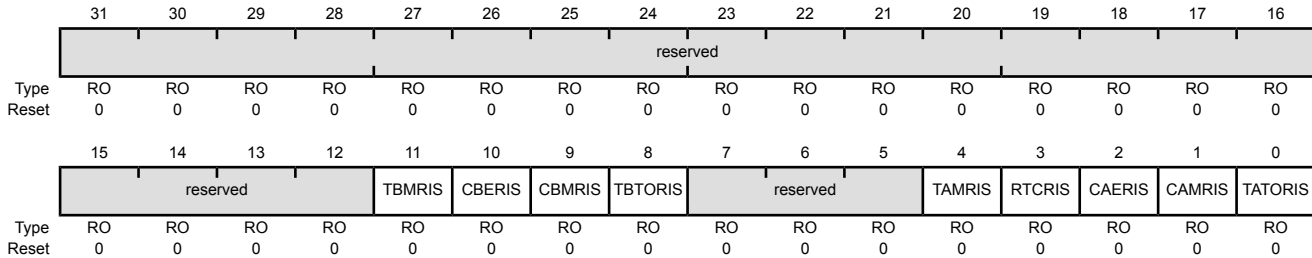 31 30 29 28 27 26 25 24 23 22 21 20 19 18 17 16
reserved
Type RO RO RO RO RO RO RO RO RO RO RO RO RO RO RO RO
Reset 0 0 0 0 0 0 0 0 0 0 0 0 0 0 0 0
15 14 13 12 11 10 9 8 7 6 5 4 3 2 1 0
reserved TBMRIS CBERIS CBMRIS TBTORIS reserved TAMRIS RTCRIS CAERIS CAMRIS TATORIS
Type RO RO RO RO RO RO RO RO RO RO RO RO RO RO RO RO
Reset 0 0 0 0 0 0 0 0 0 0 0 0 0 0 0 0